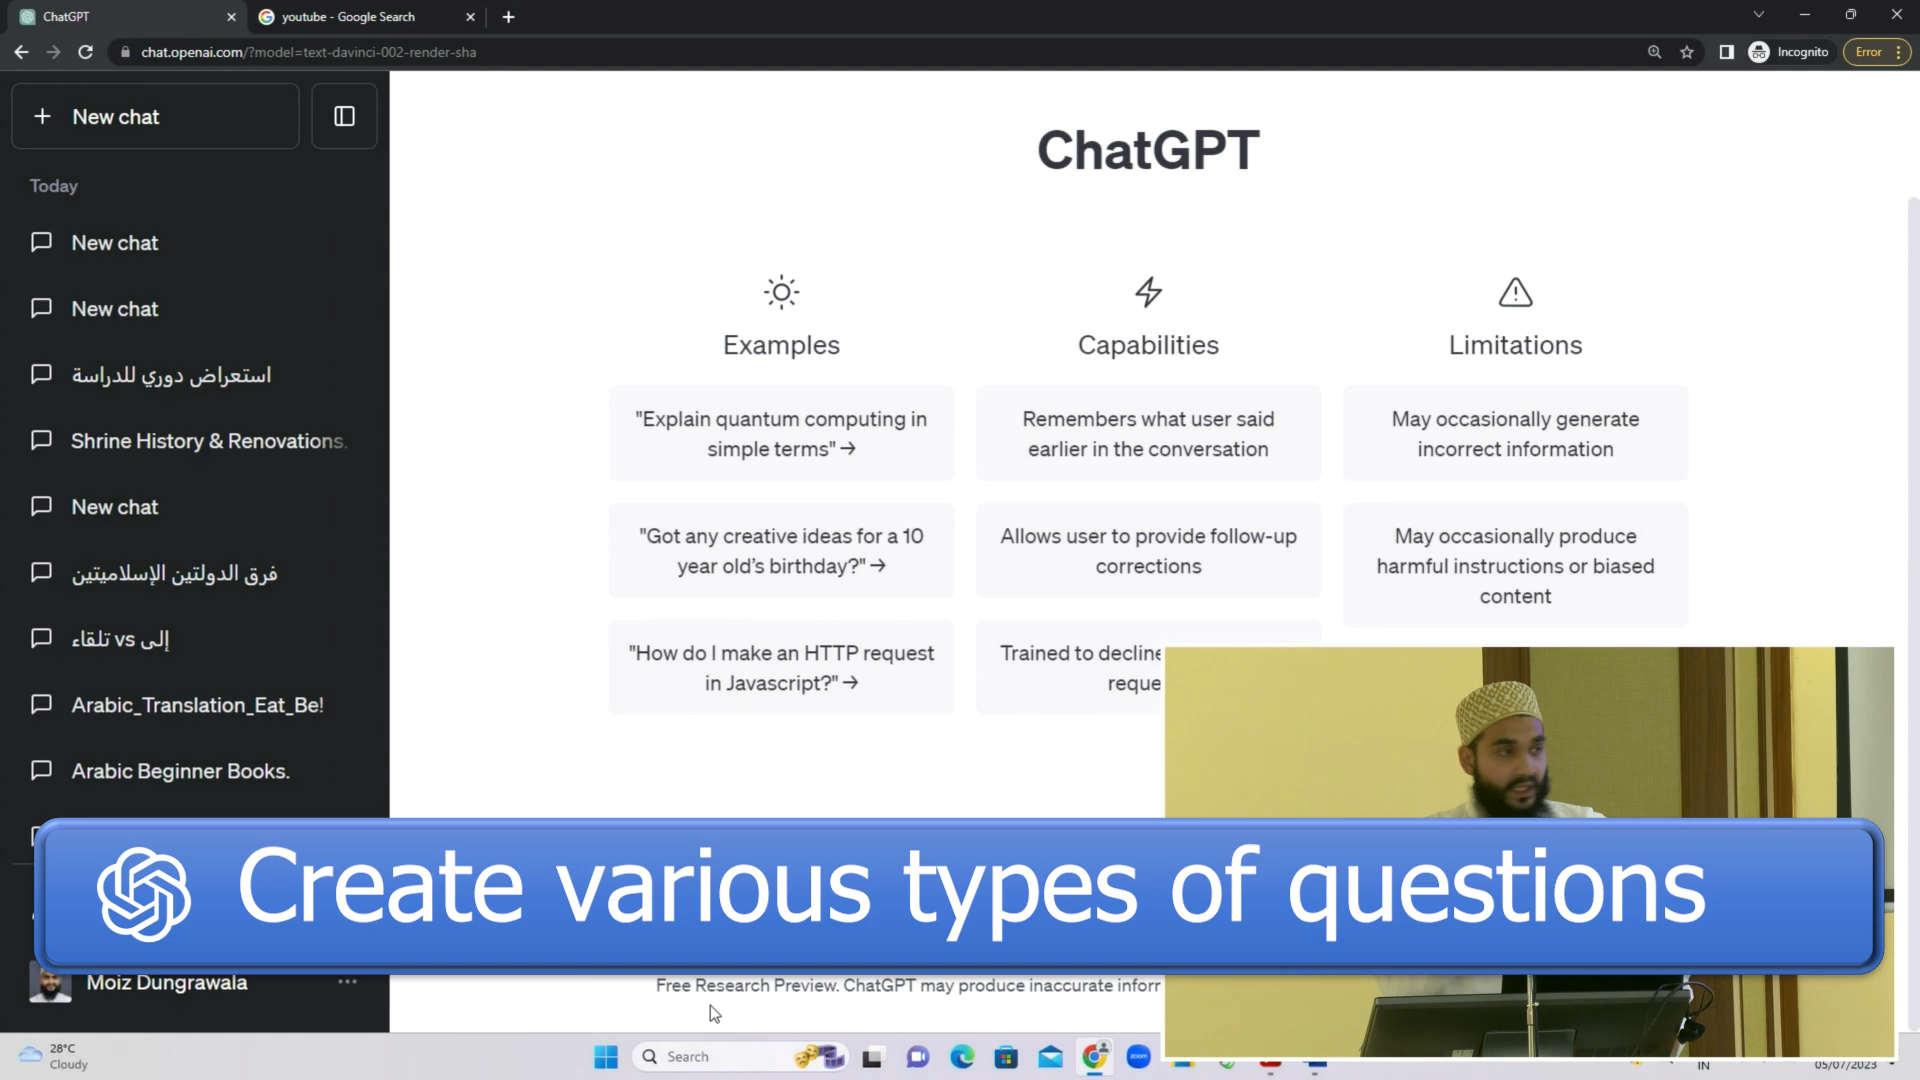 ChatGPT
youtube - Google Search
chat.openai.com/?model=text-davinci-002-render-sha
Incognito
Error
New chat
Today
New chat
New chat
استعراض دوري للدراسة
Shrine History & Renovations.
New chat
فرق الدولتين الإسلاميتين
إلى vs تلقاء
Arabic_Translation_Eat_Be!
Arabic Beginner Books.
Moiz Dungrawala
ChatGPT
Examples
"Explain quantum computing in
simple terms" →
"Got any creative ideas for a 10
year old's birthday?" →
"How do I make an HTTP request
in Javascript?" →
Capabilities
Remembers what user said
earlier in the conversation
Allows user to provide follow-up
corrections
Trained to decline
Limitations
May occasionally generate
incorrect information
May occasionally produce
harmful instructions or biased
content
Create various types of questions
Free Research Preview. ChatGPT may produce inaccurate
28°C
Cloudy
Search
zoom
IN
05/07/2023